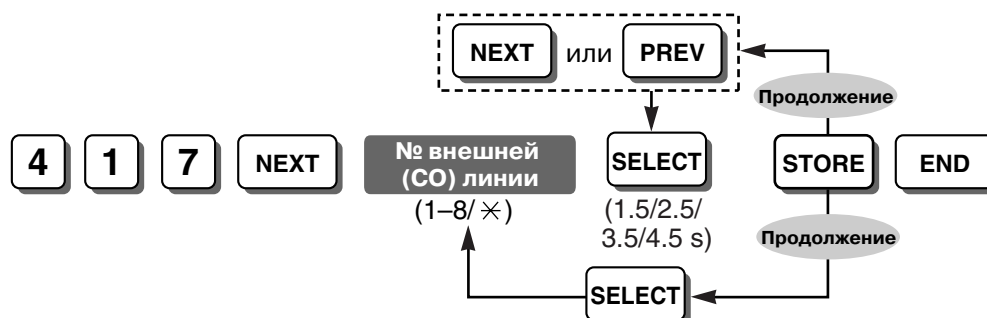 NEXT или PREV
Продолжение
4 1 7 NEXT № внешней (CO) линии SELECT STORE END
(1–8/ ✳) (1.5/2.5/ 3.5/4.5 s)
Продолжение
SELECT